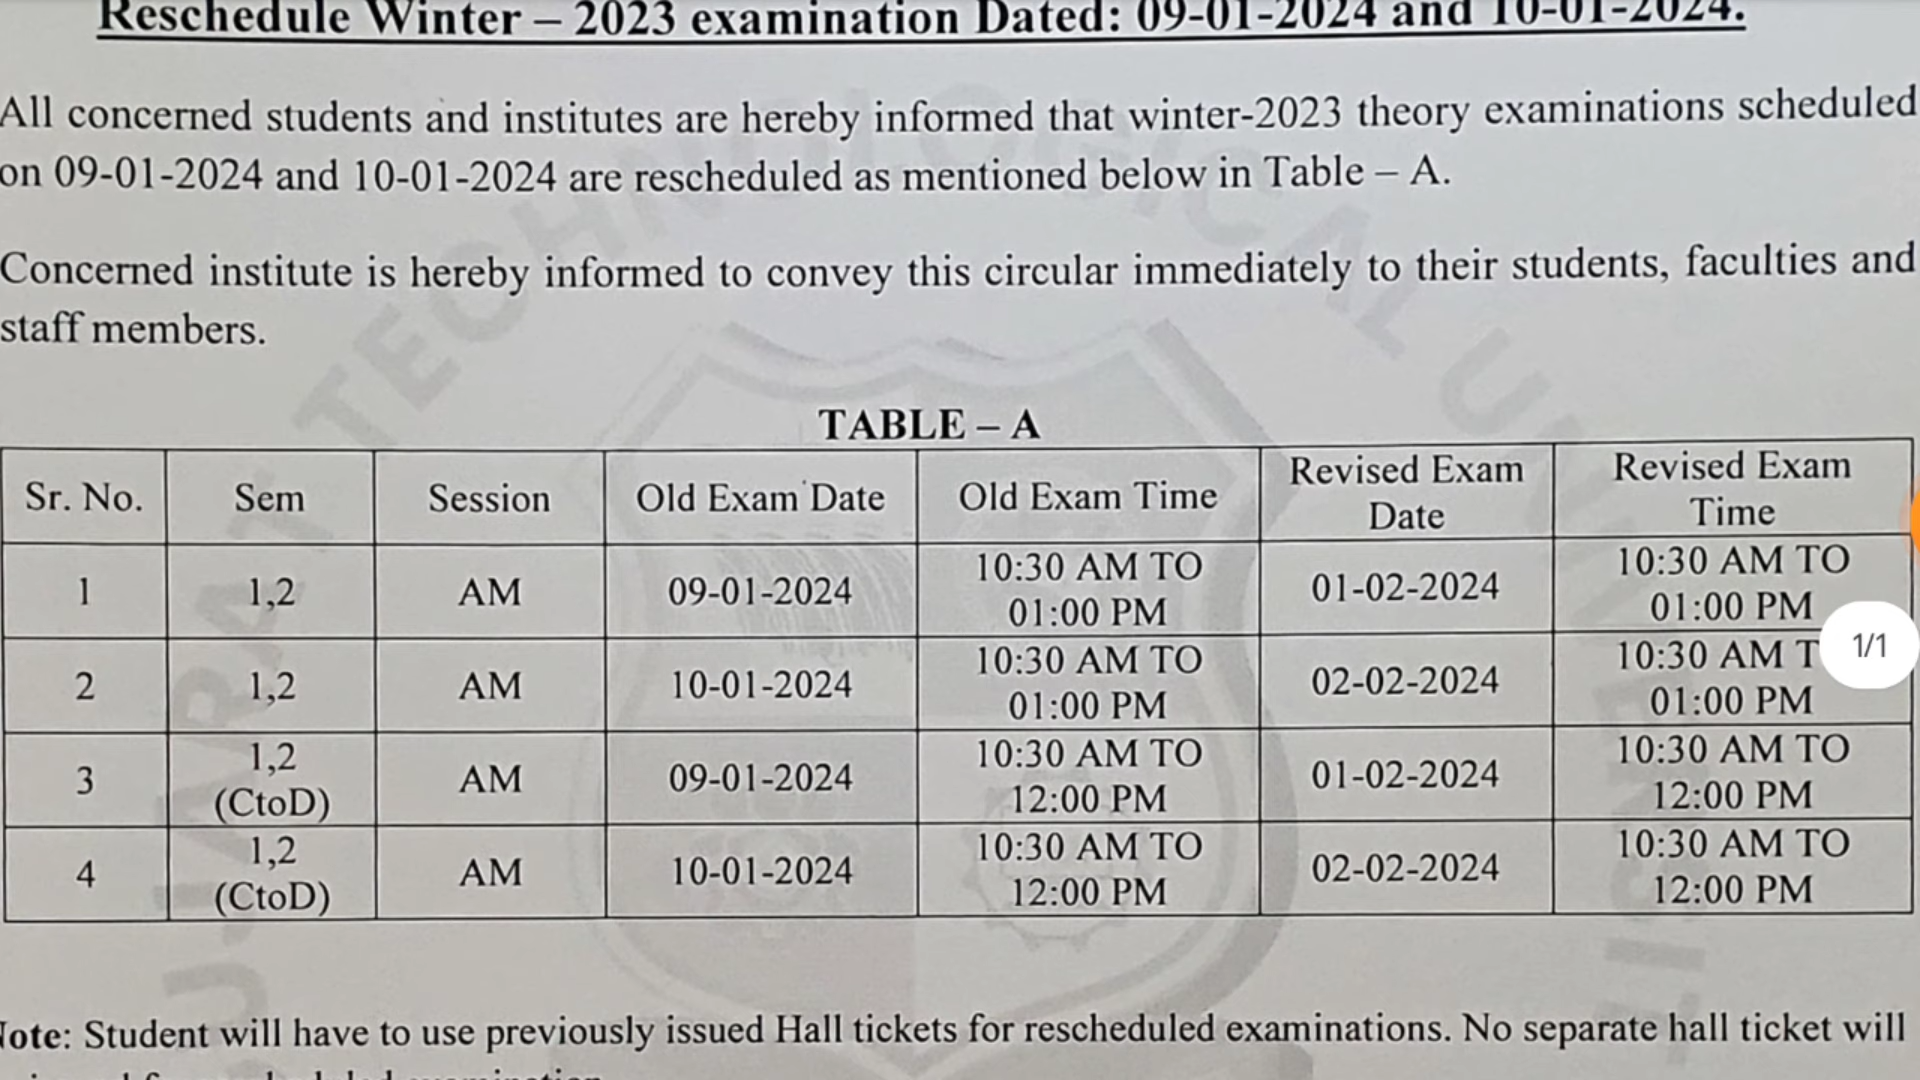 Reschedule Winter – 2023 examination Dated: 09-01-2024 and 10-01-2024.
All concerned students and institutes are hereby informed that winter-2023 theory examinations scheduled
on 09-01-2024 and 10-01-2024 are rescheduled as mentioned below in Table – A.
Concerned institute is hereby informed to convey this circular immediately to their students, faculties and
staff members.
TABLE – A
Sr. No. Sem Session Old Exam Date Old Exam Time Revised Exam Date Revised Exam Time
1 1,2 AM 09-01-2024 10:30 AM TO 01:00 PM 01-02-2024 10:30 AM TO 01:00 PM
2 1,2 AM 10-01-2024 10:30 AM TO 01:00 PM 02-02-2024 10:30 AM T 01:00 PM
1/1
3 1,2 (CtoD) AM 09-01-2024 10:30 AM TO 12:00 PM 01-02-2024 10:30 AM TO 12:00 PM
4 1,2 (CtoD) AM 10-01-2024 10:30 AM TO 12:00 PM 02-02-2024 10:30 AM TO 12:00 PM
ote: Student will have to use previously issued Hall tickets for rescheduled examinations. No separate hall ticket will
TECHNOLOGICAL